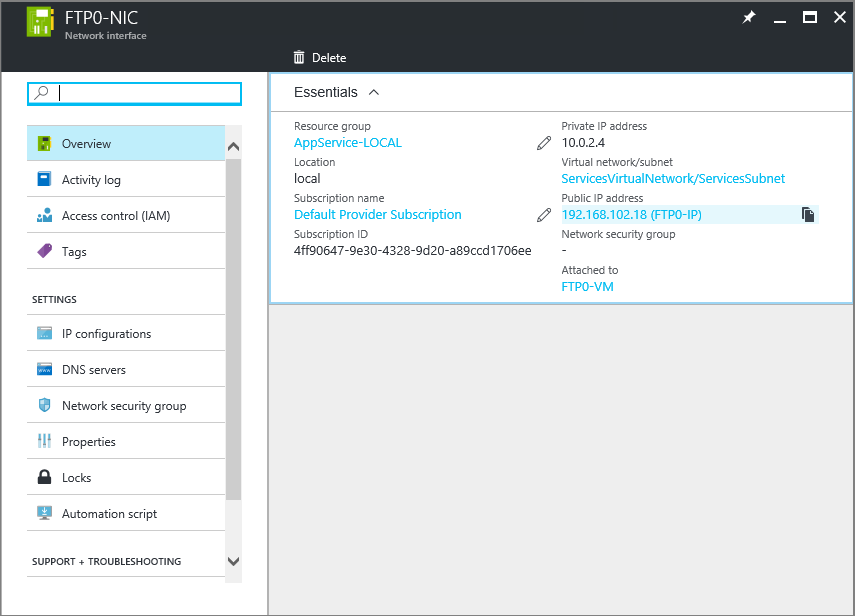 FTP0-NIC
Network interface
Delete
Overview
Activity log
Access control (IAM)
Tags
SETTINGS
IP configurations
DNS servers
Network security group
Properties
Locks
Automation script
SUPPORT + TROUBLESHOOTING
Essentials
Resource group
AppService-LOCAL
Location
local
Subscription name
Default Provider Subscription
Subscription ID
4ff90647-9e30-4328-9d20-a89ccd1706ee
Private IP address
10.0.2.4
Virtual network/subnet
ServicesVirtualNetwork/ServicesSubnet
Public IP address
192.168.102.18 (FTP0-IP)
Network security group
-
Attached to
FTP0-VM